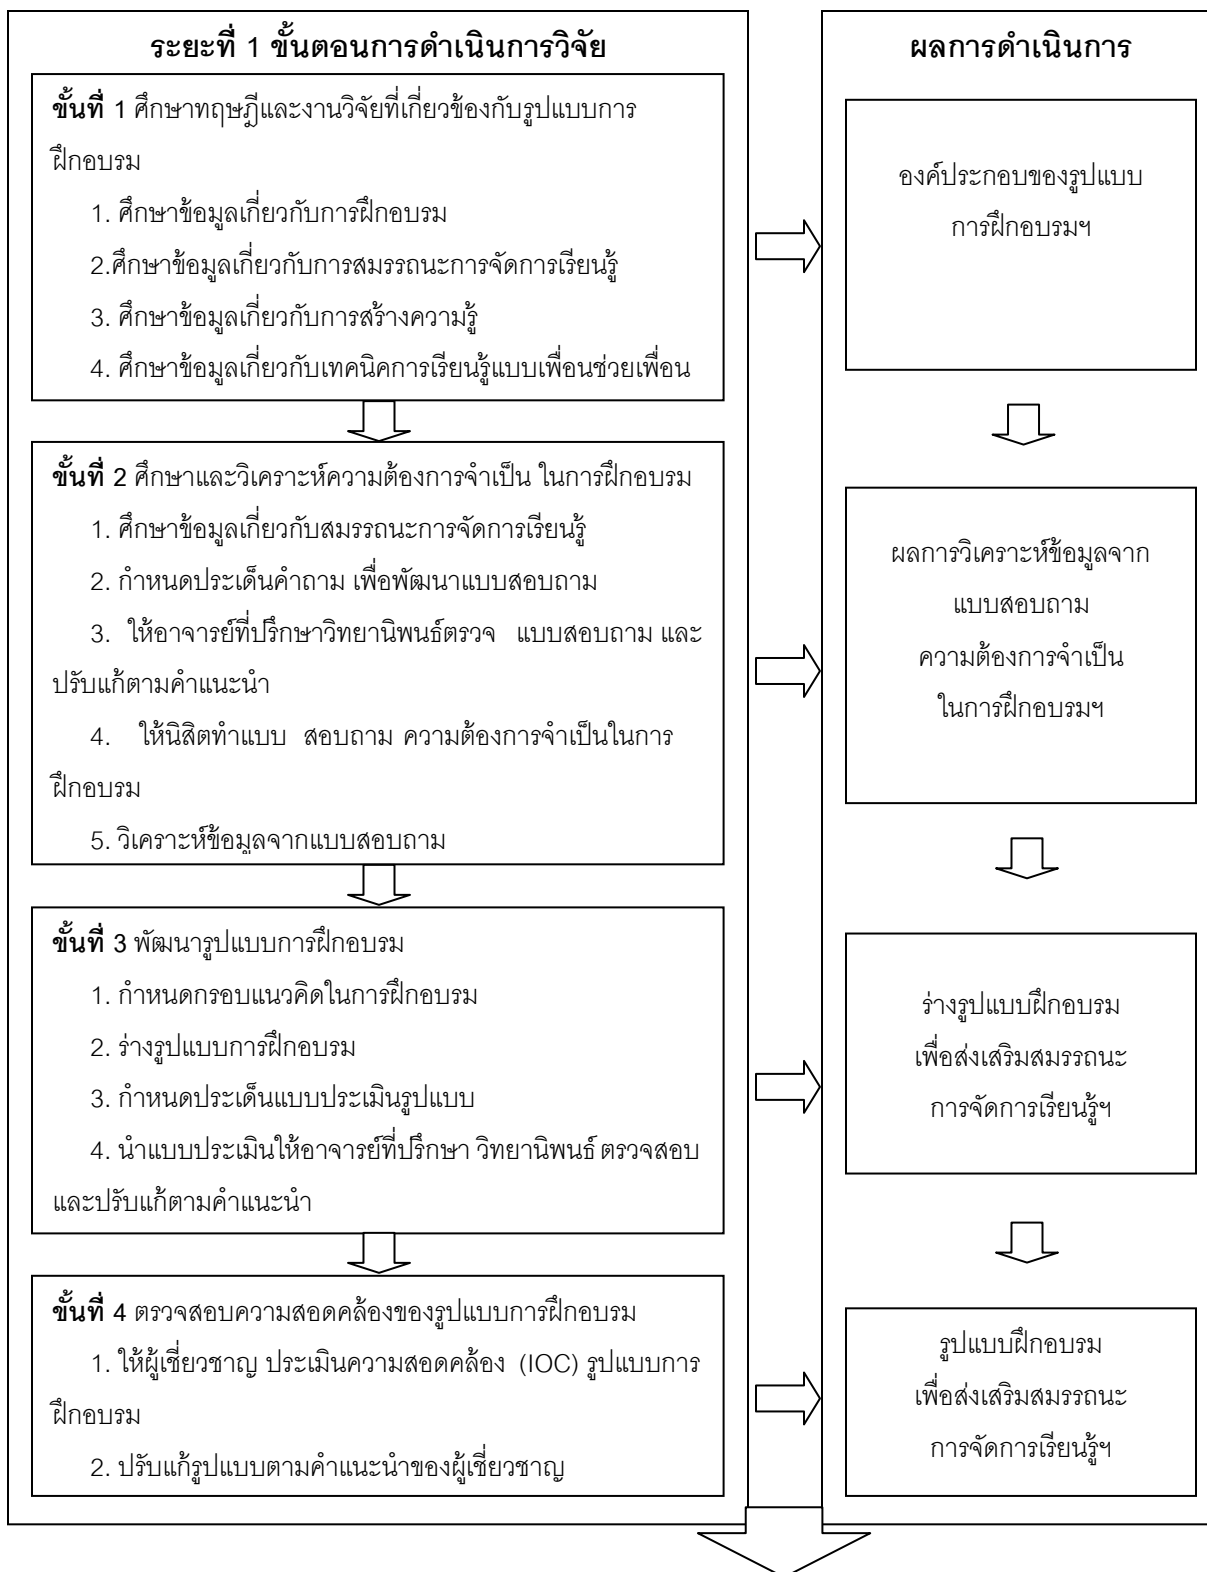 ระยะที่ 1 ขั้นตอนการดำเนินการวิจัย
ขั้นที่ 1 ศึกษาทฤษฎีและงานวิจัยที่เกี่ยวข้องกับรูปแบบการ
ฝึกอบรม
1. ศึกษาข้อมูลเกี่ยวกับการฝึกอบรม
2.ศึกษาข้อมูลเกี่ยวกับการสมรรถนะการจัดการเรียนรู้
3. ศึกษาข้อมูลเกี่ยวกับการสร้างความรู้
4. ศึกษาข้อมูลเกี่ยวกับเทคนิคการเรียนรู้แบบเพื่อนช่วยเพื่อน
ขั้นที่ 2 ศึกษาและวิเคราะห์ความต้องการจำเป็น ในการฝึกอบรม
1. ศึกษาข้อมูลเกี่ยวกับสมรรถนะการจัดการเรียนรู้
2. กำหนดประเด็นคำถาม เพื่อพัฒนาแบบสอบถาม
3. ให้อาจารย์ที่ปรึกษาวิทยานิพนธ์ตรวจ แบบสอบถาม และ
ปรับแก้ตามคำแนะนำ
4. ให้นิสิตทำแบบ สอบถาม ความต้องการจำเป็นในการ
ฝึกอบรม
5. วิเคราะห์ข้อมูลจากแบบสอบถาม
ขั้นที่ 3 พัฒนารูปแบบการฝึกอบรม
1. กำหนดกรอบแนวคิดในการฝึกอบรม
2. ร่างรูปแบบการฝึกอบรม
3. กำหนดประเด็นแบบประเมินรูปแบบ
4. นำแบบประเมินให้อาจารย์ที่ปรึกษา วิทยานิพนธ์ ตรวจสอบ
และปรับแก้ตามคำแนะนำ
ขั้นที่ 4 ตรวจสอบความสอดคล้องของรูปแบบการฝึกอบรม
1. ให้ผู้เชี่ยวชาญ ประเมินความสอดคล้อง (IOC) รูปแบบการ
ฝึกอบรม
2. ปรับแก้รูปแบบตามคำแนะนำของผู้เชี่ยวชาญ
ผลการดำเนินการ
องค์ประกอบของรูปแบบ
การฝึกอบรมฯ
ผลการวิเคราะห์ข้อมูลจาก
แบบสอบถาม
ความต้องการจำเป็น
ในการฝึกอบรมฯ
ร่างรูปแบบฝึกอบรม
เพื่อส่งเสริมสมรรถนะ
การจัดการเรียนรู้ฯ
รูปแบบฝึกอบรม
เพื่อส่งเสริมสมรรถนะ
การจัดการเรียนรู้ฯ